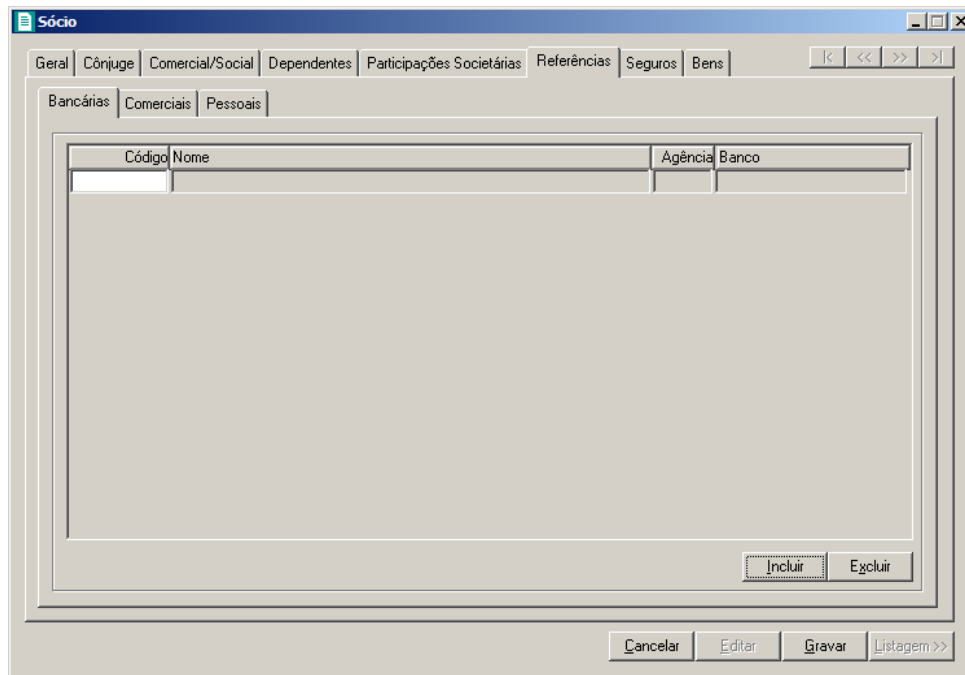 Sócio
Geral Cônjuge Comercial/Social Dependentes Participações Societárias Referências Seguros Bens |< << >> >|
Bancárias Comerciais Pessoais
Código Nome Agência Banco
Incluir Excluir
Cancelar Editar Gravar Listagem >>